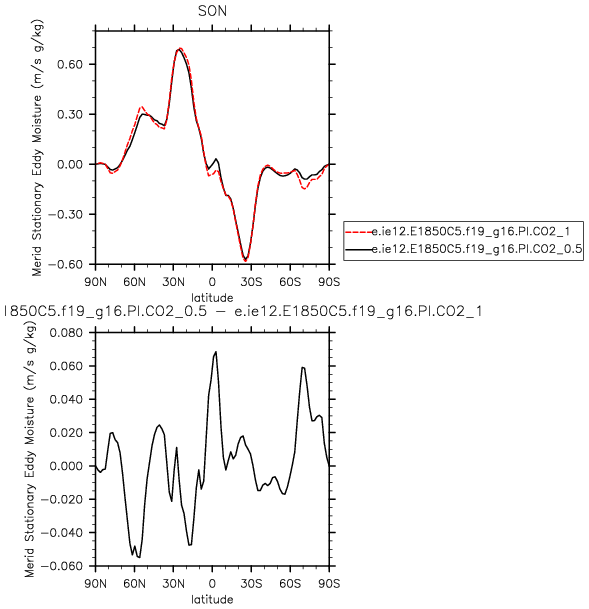 SON
Merid Stationary Eddy Moisture (m/s g/kg)
0.60
0.30
0.00
-0.30
-0.60
90N 60N 30N 0 30S 60S 90S
latitude
e.ie12.E1850C5.f19_g16.PI.CO2_1
e.ie12.E1850C5.f19_g16.PI.CO2_0.5
1850C5.f19_g16.PI.CO2_0.5 - e.ie12.E1850C5.f19_g16.PI.CO2_1
Merid Stationary Eddy Moisture (m/s g/kg)
0.080
0.060
0.040
0.020
0.000
-0.020
-0.040
-0.060
90N 60N 30N 0 30S 60S 90S
latitude